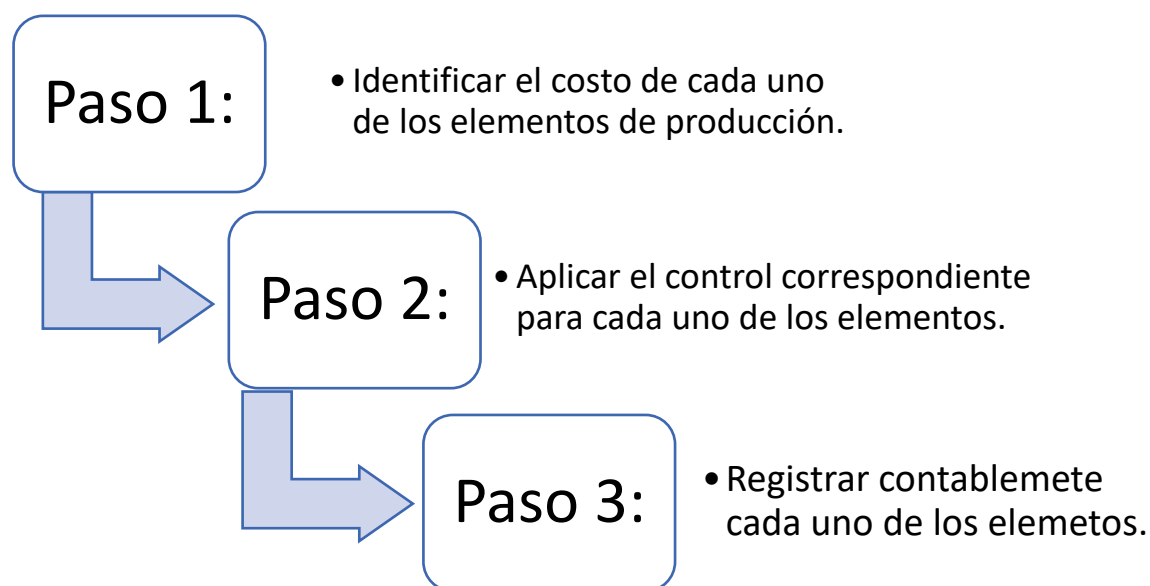 Paso 1:
• Identificar el costo de cada uno
de los elementos de producción.
Paso 2:
• Aplicar el control correspondiente
para cada uno de los elementos.
Paso 3:
• Registrar contablemete
cada uno de los elemetos.